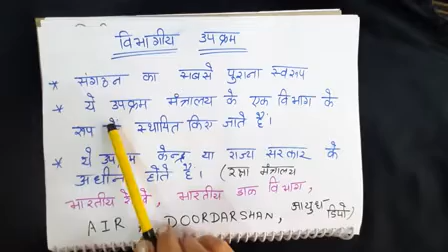 विभागीय उपक्रम
* संगठन का सबसे पुराना स्वरूप
* ये उपक्रम मंत्रालय के एक विभाग के
रूप में स्थापित किए जाते हैं।
* ये उपक्रम केन्द्र या राज्य सरकार के
अधीन होते हैं। (रक्षा मंत्रालय
भारतीय रेलवे, भारतीय डाक विभाग, आयुध डिपो)
AIR, DOORDARSHAN,